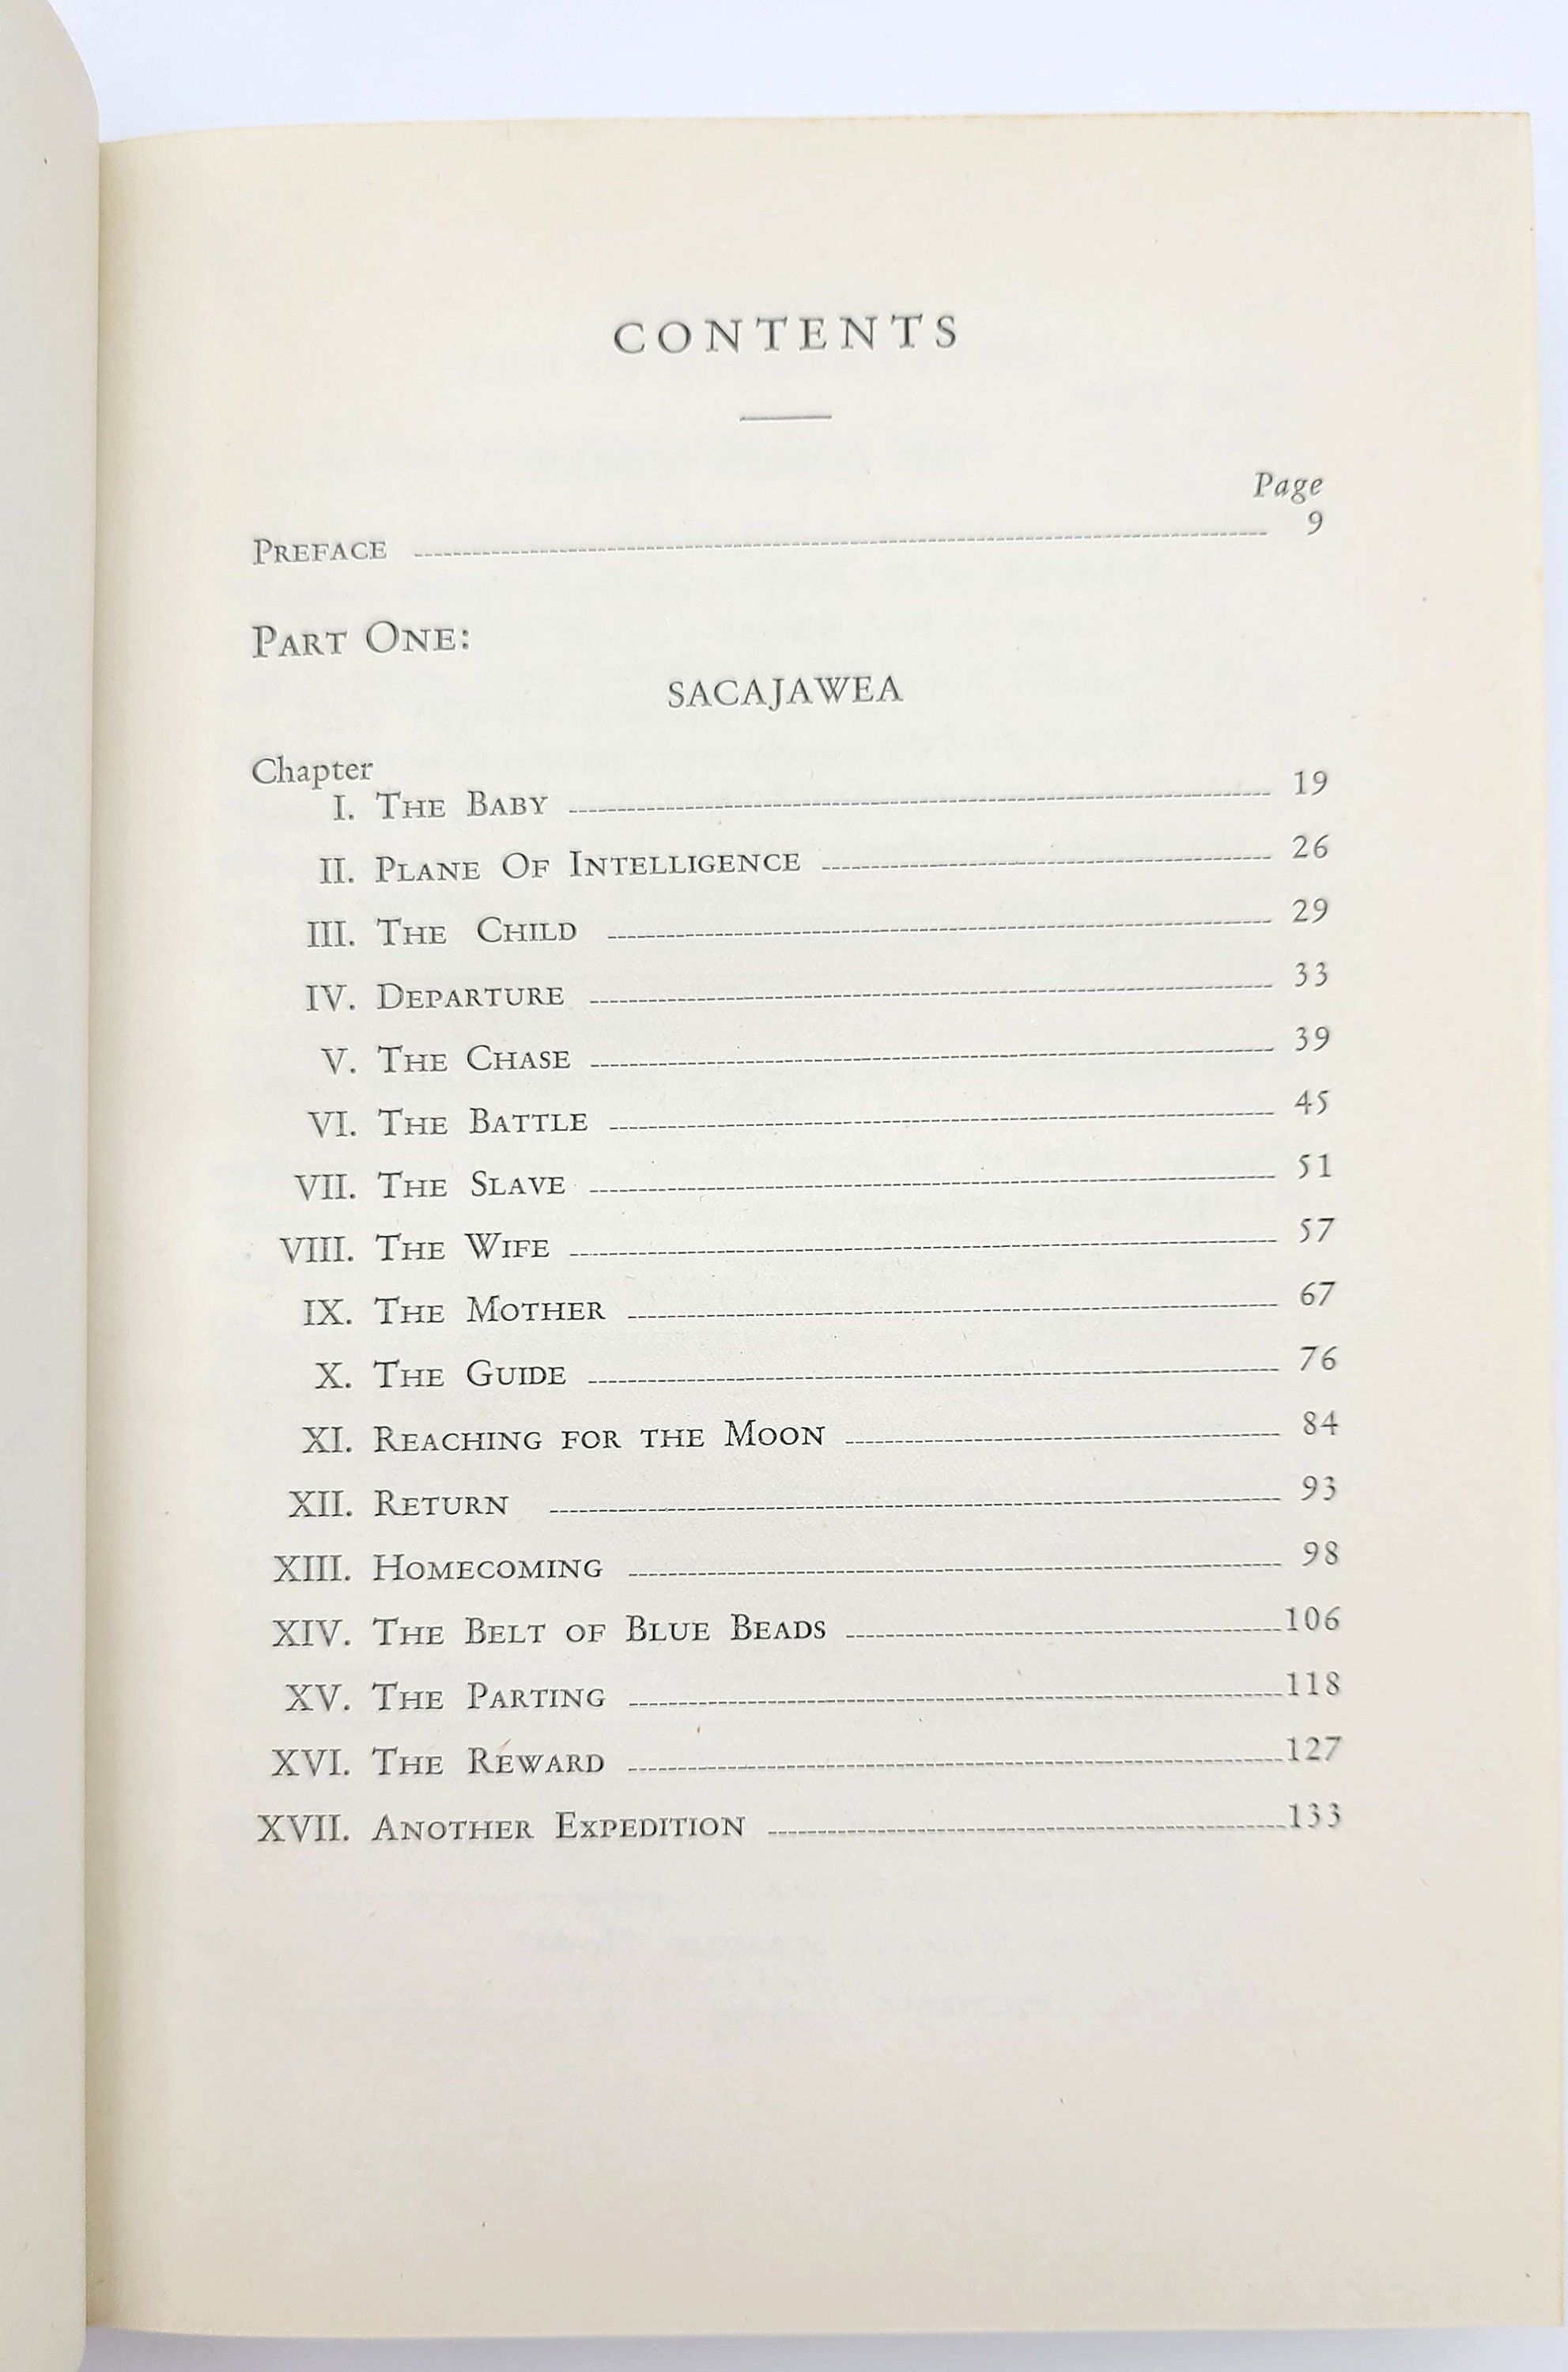 CONTENTS
Page
PREFACE 9
PART ONE:
SACAJAWEA
Chapter
I. THE BABY 19
II. PLANE OF INTELLIGENCE 26
III. THE CHILD 29
IV. DEPARTURE 33
V. THE CHASE 39
VI. THE BATTLE 45
VII. THE SLAVE 51
VIII. THE WIFE 57
IX. THE MOTHER 67
X. THE GUIDE 76
XI. REACHING FOR THE MOON 84
XII. RETURN 93
XIII. HOMECOMING 98
XIV. THE BELT OF BLUE BEADS 106
XV. THE PARTING 118
XVI. THE REWARD 127
XVII. ANOTHER EXPEDITION 133